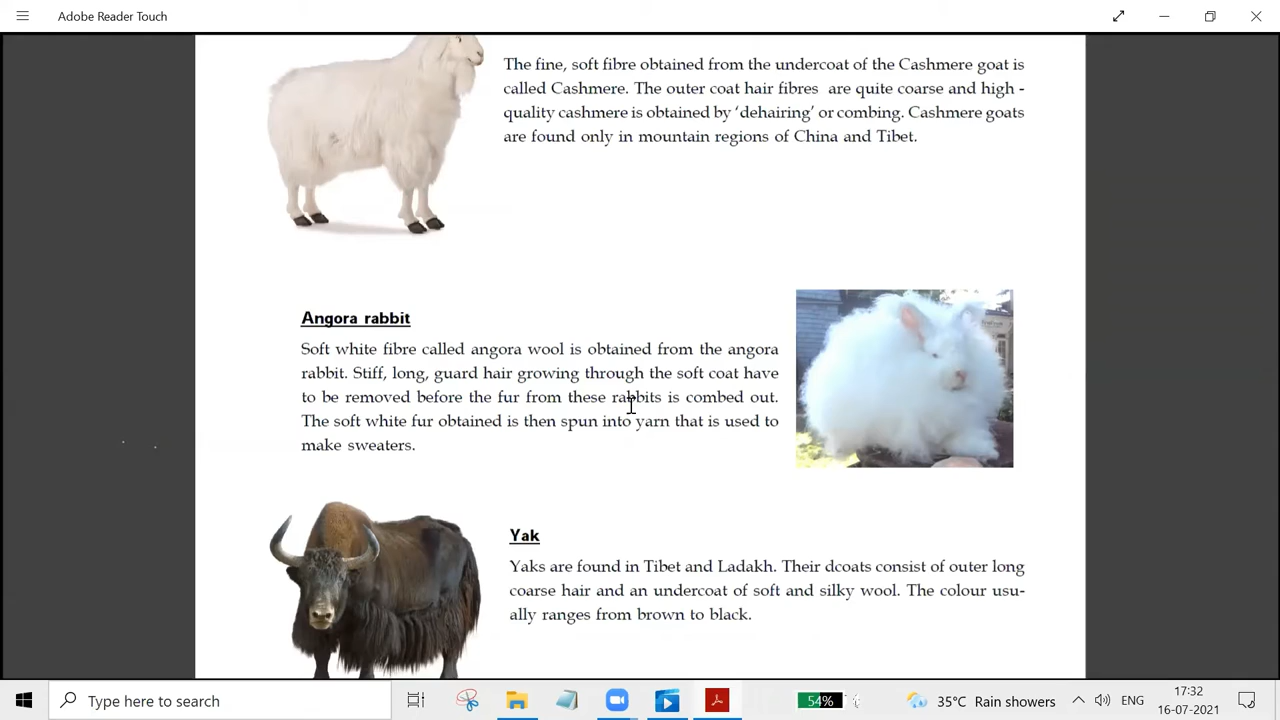 Adobe Reader Touch
The fine, soft fibre obtained from the undercoat of the Cashmere goat is
called Cashmere. The outer coat hair fibres are quite coarse and high -
quality cashmere is obtained by ‘dehairing’ or combing. Cashmere goats
are found only in mountain regions of China and Tibet.
Angora rabbit
Soft white fibre called angora wool is obtained from the angora
rabbit. Stiff, long, guard hair growing through the soft coat have
to be removed before the fur from these rabbits is combed out.
The soft white fur obtained is then spun into yarn that is used to
make sweaters.
Yak
Yaks are found in Tibet and Ladakh. Their dcoats consist of outer long
coarse hair and an undercoat of soft and silky wool. The colour usu-
ally ranges from brown to black.
Type here to search
54%
35°C Rain showers
ENG
17:32
16-07-2021